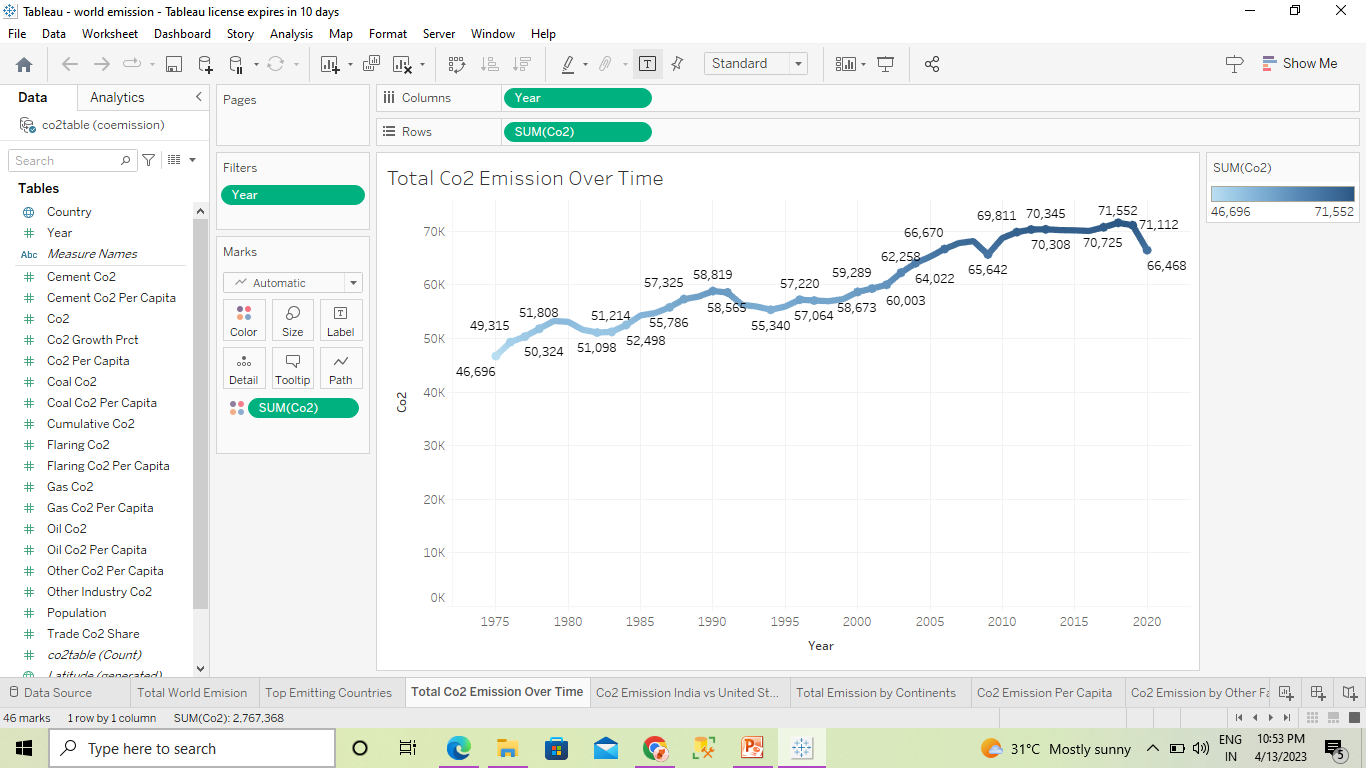 Tableau - world emission - Tableau license expires in 10 days
File Data Worksheet Dashboard Story Analysis Map Format Server Window Help
Standard
Show Me
Data Analytics
co2table (coemission)
Search
Tables
Country
Year
Abc Measure Names
Cement Co2
Cement Co2 Per Capita
Co2
Co2 Growth Prct
Co2 Per Capita
Coal Co2
Coal Co2 Per Capita
Cumulative Co2
Flaring Co2
Flaring Co2 Per Capita
Gas Co2
Gas Co2 Per Capita
Oil Co2
Oil Co2 Per Capita
Other Co2 Per Capita
Other Industry Co2
Population
Trade Co2 Share
co2table (Count)
Latitude (generated)
Pages
Filters
Year
Marks
Automatic
Color Size Label
Detail Tooltip Path
SUM(Co2)
Columns Year
Rows SUM(Co2)
Total Co2 Emission Over Time
70K
60K
50K
40K
30K
20K
10K
0K
Co2
46,696
49,315
50,324
51,808
51,098
51,214
52,498
57,325
55,786
58,819
58,565
55,340
57,220
57,064
59,289
58,673
60,003
62,258
64,022
66,670
65,642
69,811
70,345
70,308
70,725
71,552
71,112
66,468
1975 1980 1985 1990 1995 2000 2005 2010 2015 2020
Year
SUM(Co2)
46,696 71,552
Data Source Total World Emision Top Emitting Countries Total Co2 Emission Over Time Co2 Emission India vs United St... Total Emission by Continents Co2 Emission Per Capita Co2 Emission by Other Fa
46 marks 1 row by 1 column SUM(Co2): 2,767,368
Type here to search
31°C Mostly sunny
ENG
IN
10:53 PM
4/13/2023
5